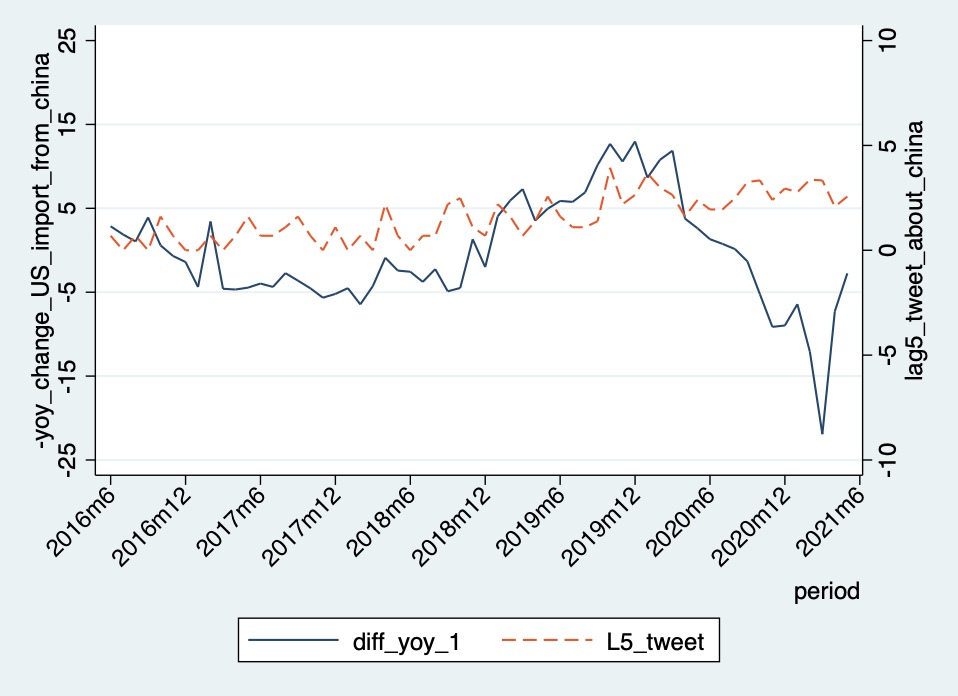 -yoy_change_US_import_from_china
25
15
5
-5
-15
-25
10
5
0
-5
-10
lag5_tweet_about_china
2016m6
2016m12
2017m6
2017m12
2018m6
2018m12
2019m6
2019m12
2020m6
2020m12
2021m6
period
diff_yoy_1 L5_tweet